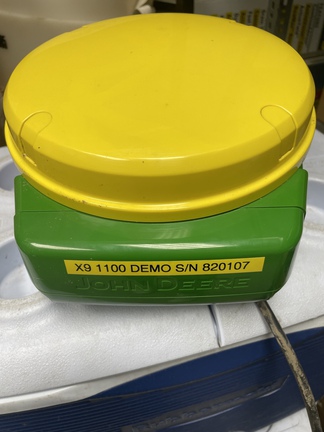 X9 1100 DEMO S/N 820107
JOHN DEERE